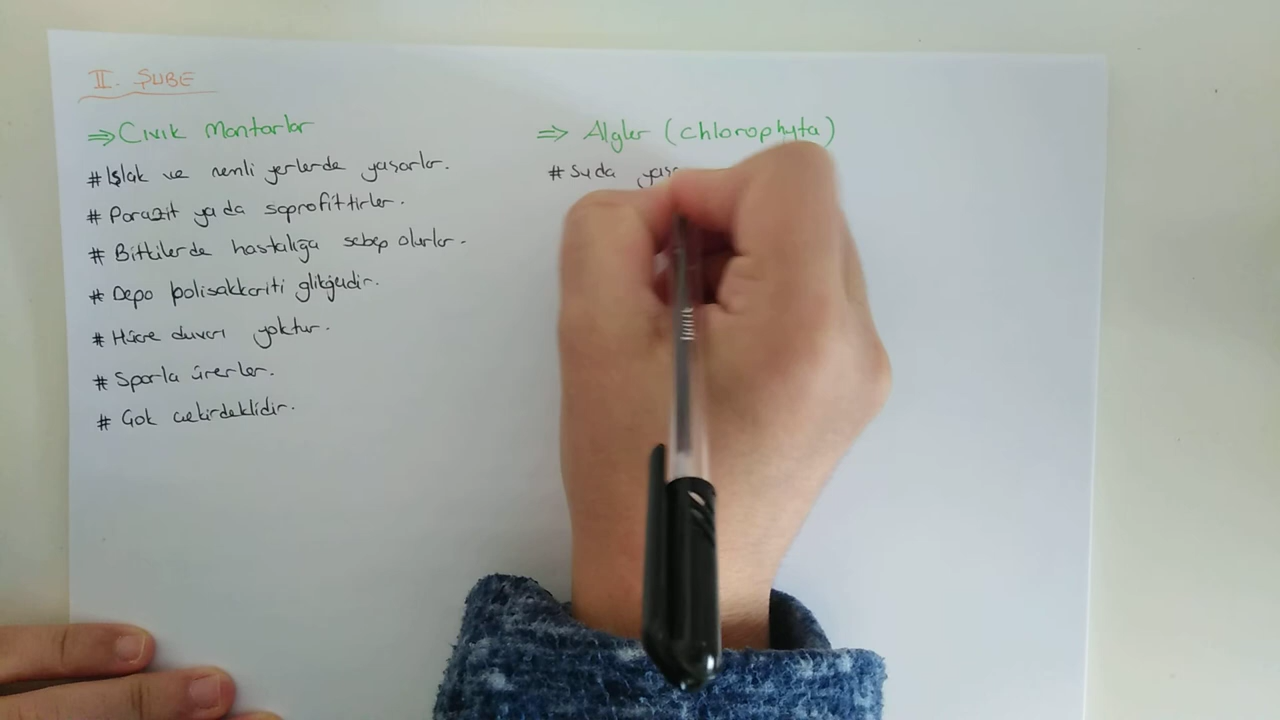 II. ŞUBE
⇒ Cıvık Mantarlar
# Islak ve nemli yerlerde yaşarlar.
# Parazit ya da saprofittirler.
# Bitkilerde hastalığa sebep olurlar.
# Depo polisakkariti glikojendir.
# Hücre duvarı yoktur.
# Sporla ürerler.
# Çok çekirdeklidir.
⇒ Algler (chlorophyta)
# Suda yaş